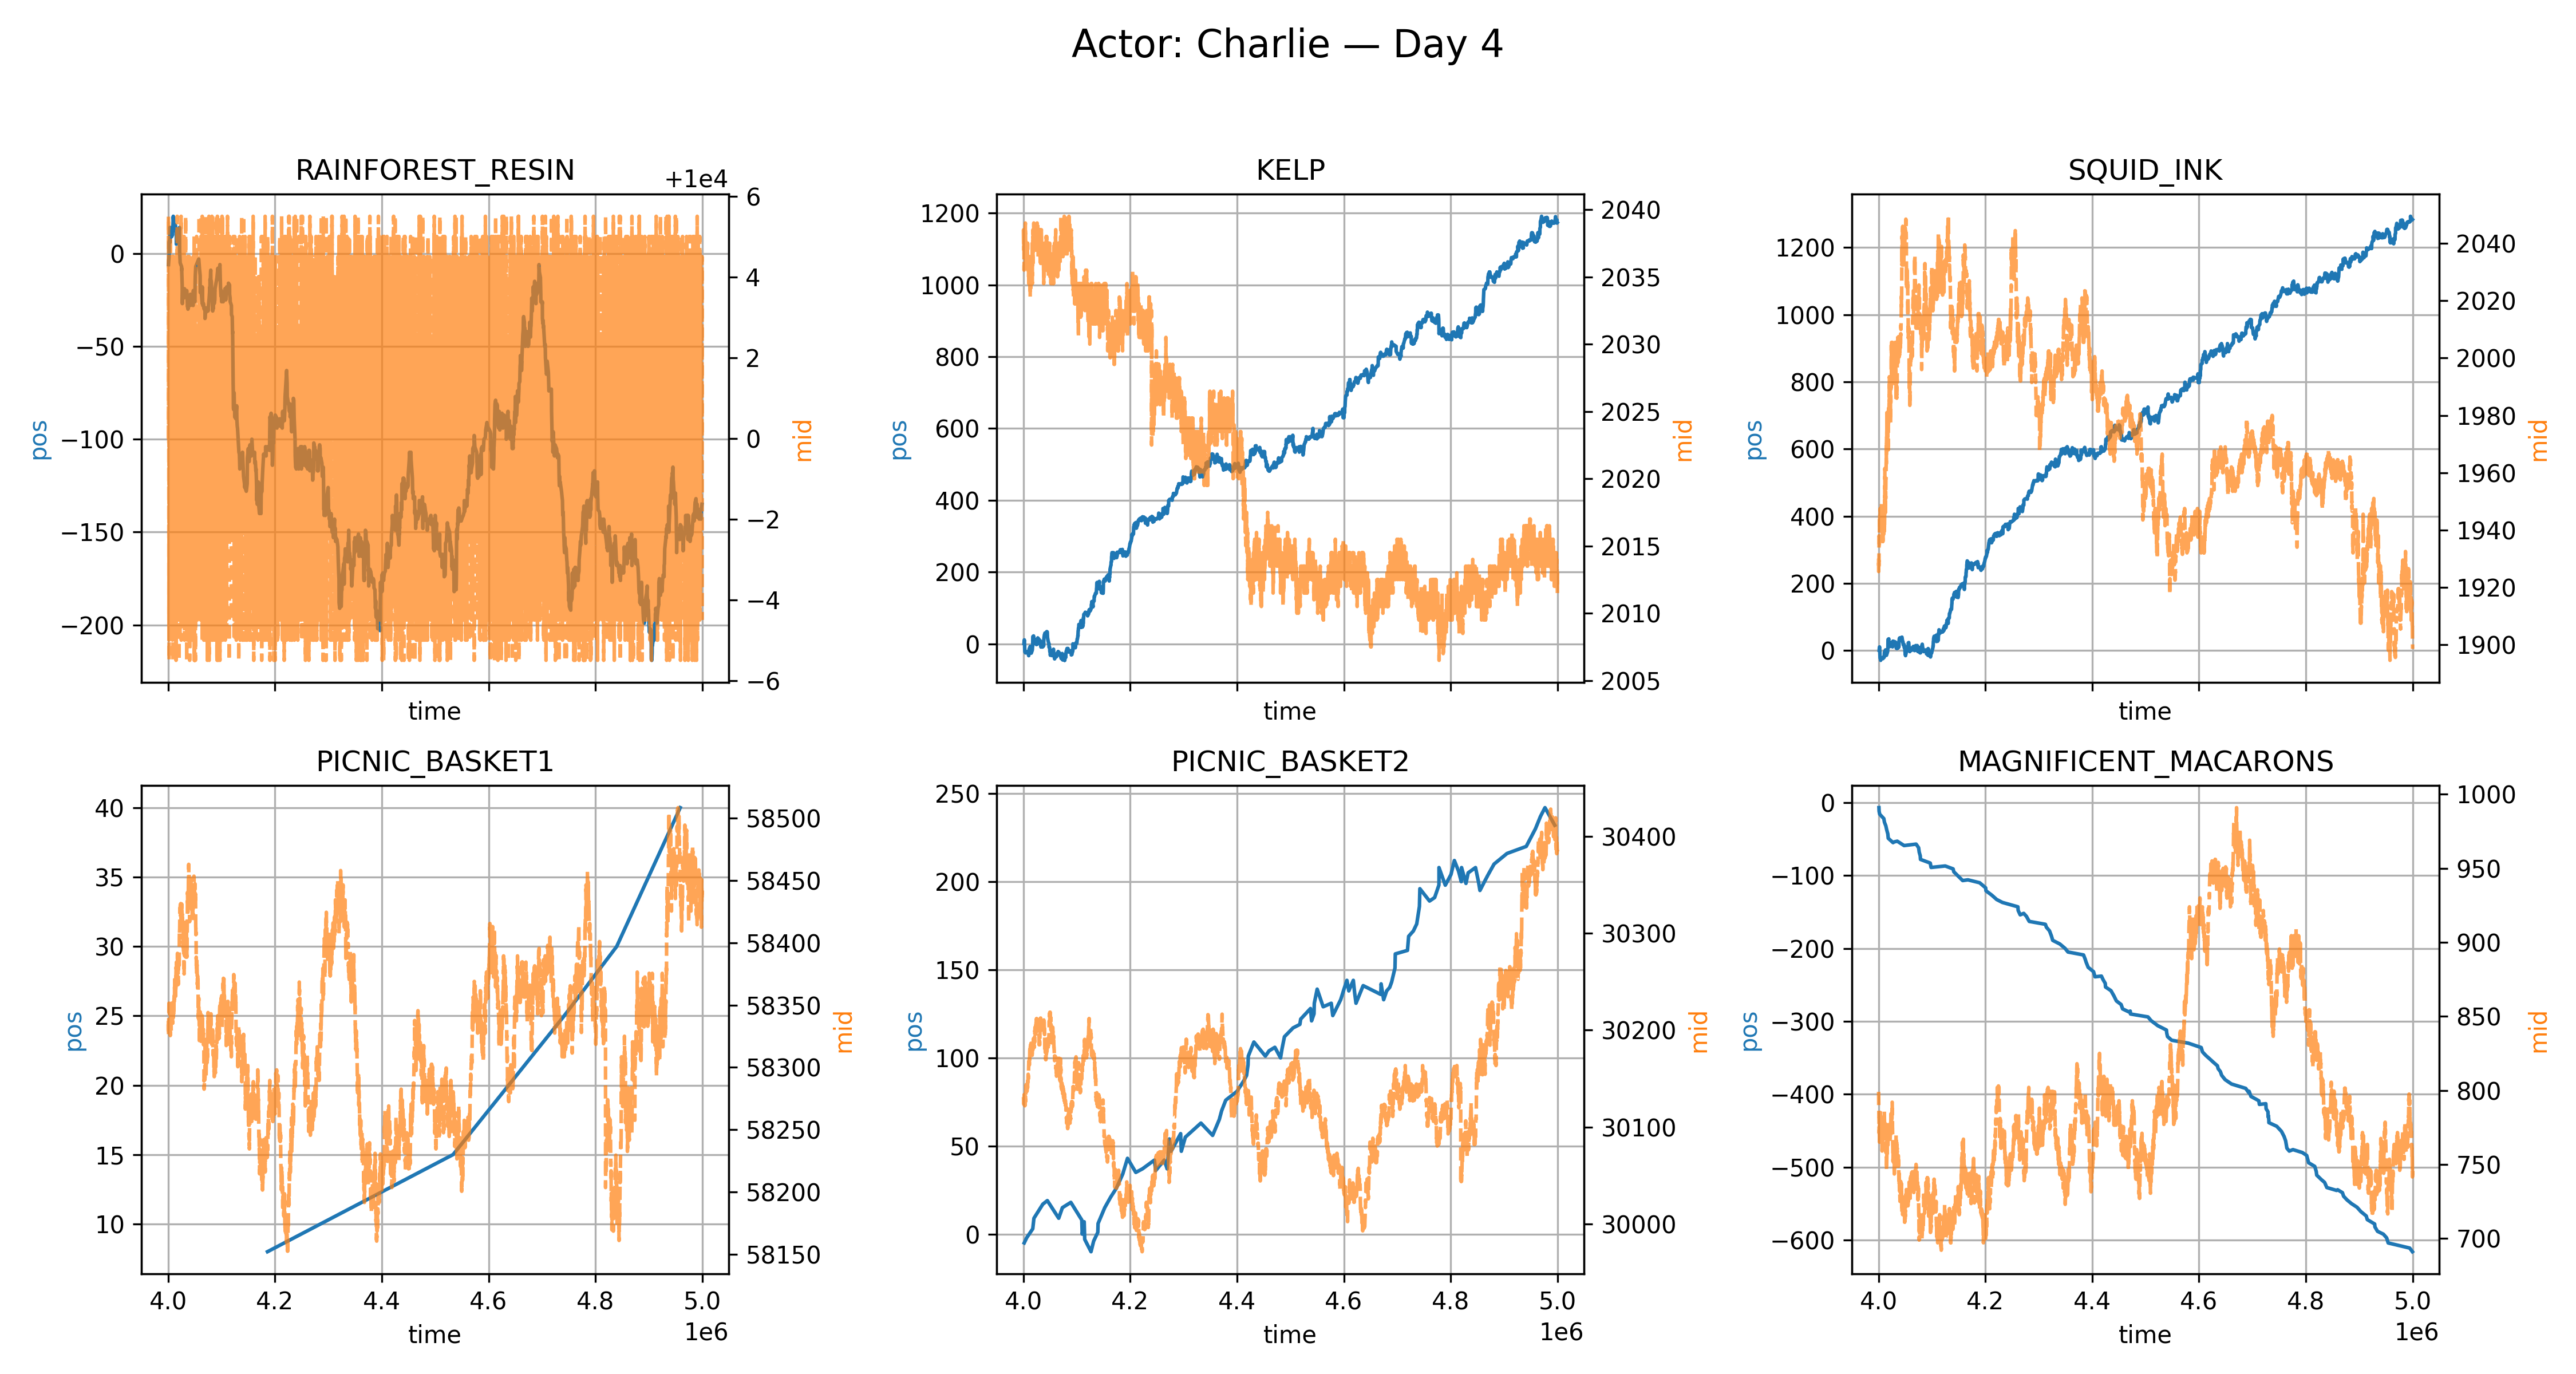 Actor: Charlie — Day 4
RAINFOREST_RESIN
+1e4
0
−50
−100
−150
−200
pos
6
4
2
0
−2
−4
−6
mid
time
KELP
1200
1000
800
600
400
200
0
pos
2040
2035
2030
2025
2020
2015
2010
2005
mid
time
SQUID_INK
1200
1000
800
600
400
200
0
pos
2040
2020
2000
1980
1960
1940
1920
1900
mid
time
PICNIC_BASKET1
40
35
30
25
20
15
10
pos
58500
58450
58400
58350
58300
58250
58200
58150
mid
4.0 4.2 4.4 4.6 4.8 5.0
time
1e6
PICNIC_BASKET2
250
200
150
100
50
0
pos
30400
30300
30200
30100
30000
mid
4.0 4.2 4.4 4.6 4.8 5.0
time
1e6
MAGNIFICENT_MACARONS
0
−100
−200
−300
−400
−500
−600
pos
1000
950
900
850
800
750
700
mid
4.0 4.2 4.4 4.6 4.8 5.0
time
1e6